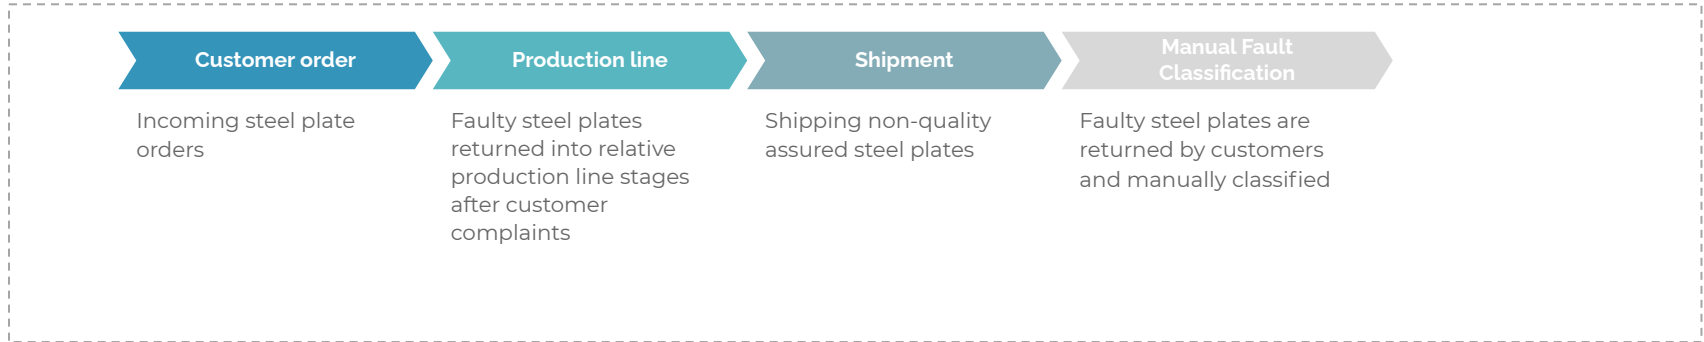 Customer order
Incoming steel plate
orders
Production line
Faulty steel plates
returned into relative
production line stages
after customer
complaints
Shipment
Shipping non-quality
assured steel plates
Manual Fault
Classification
Faulty steel plates are
returned by customers
and manually classified